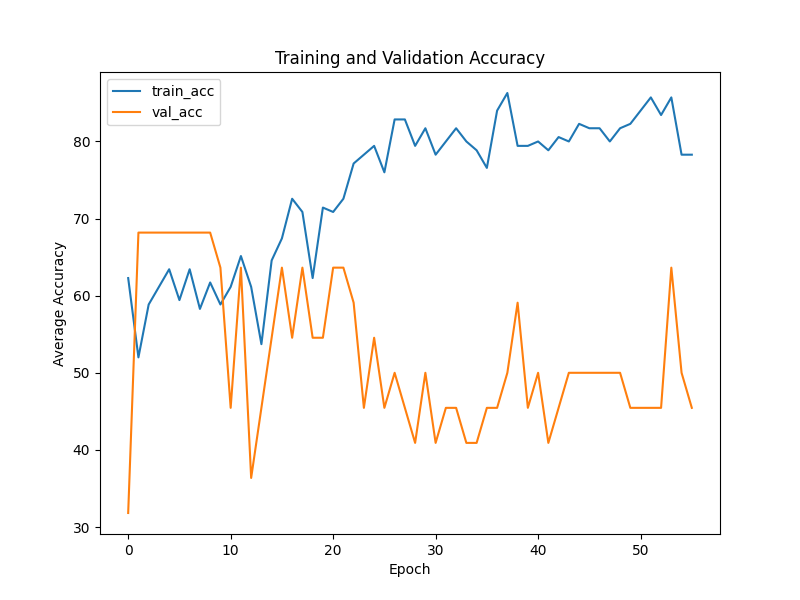 Training and Validation Accuracy
train_acc
val_acc
Average Accuracy
80
70
60
50
40
30
0 10 20 30 40 50
Epoch